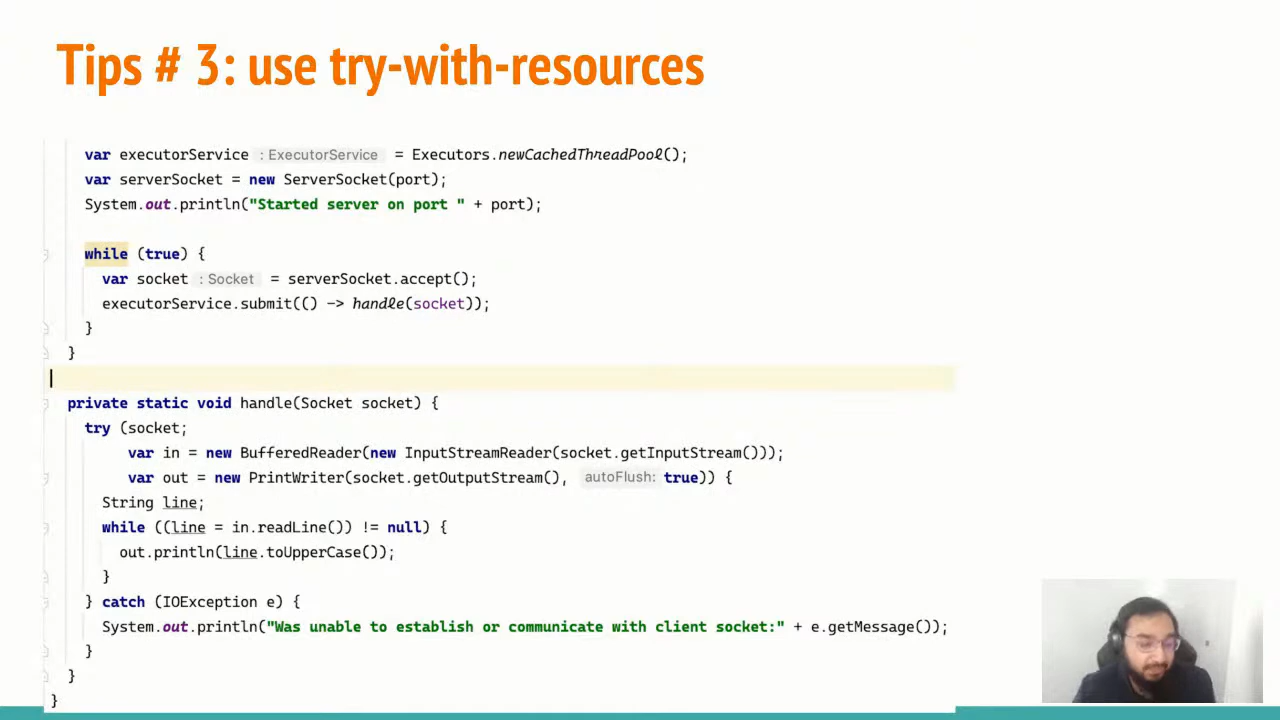 Tips # 3: use try-with-resources
var executorService : ExecutorService = Executors.newCachedThreadPool();
var serverSocket = new ServerSocket(port);
System.out.println("Started server on port " + port);
while (true) {
var socket : Socket = serverSocket.accept();
executorService.submit(() -> handle(socket));
}
}
private static void handle(Socket socket) {
try (socket;
var in = new BufferedReader(new InputStreamReader(socket.getInputStream()));
var out = new PrintWriter(socket.getOutputStream(), autoFlush: true)) {
String line;
while ((line = in.readLine()) != null) {
out.println(line.toUpperCase());
}
} catch (IOException e) {
System.out.println("Was unable to establish or communicate with client socket:" + e.getMessage());
}
}
}